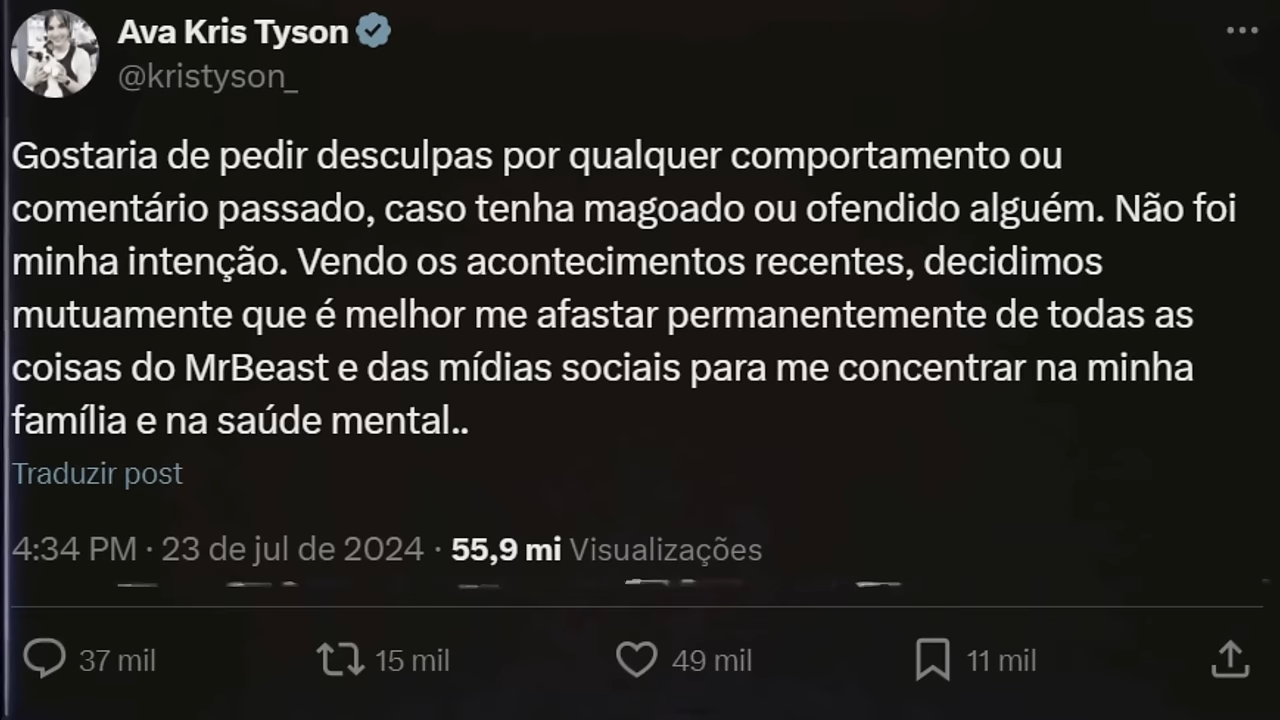 Ava Kris Tyson
@kristyson_
Gostaria de pedir desculpas por qualquer comportamento ou
comentário passado, caso tenha magoado ou ofendido alguém. Não foi
minha intenção. Vendo os acontecimentos recentes, decidimos
mutuamente que é melhor me afastar permanentemente de todas as
coisas do MrBeast e das mídias sociais para me concentrar na minha
família e na saúde mental..
Traduzir post
4:34 PM · 23 de jul de 2024 · 55,9 mi Visualizações
37 mil 15 mil 49 mil 11 mil